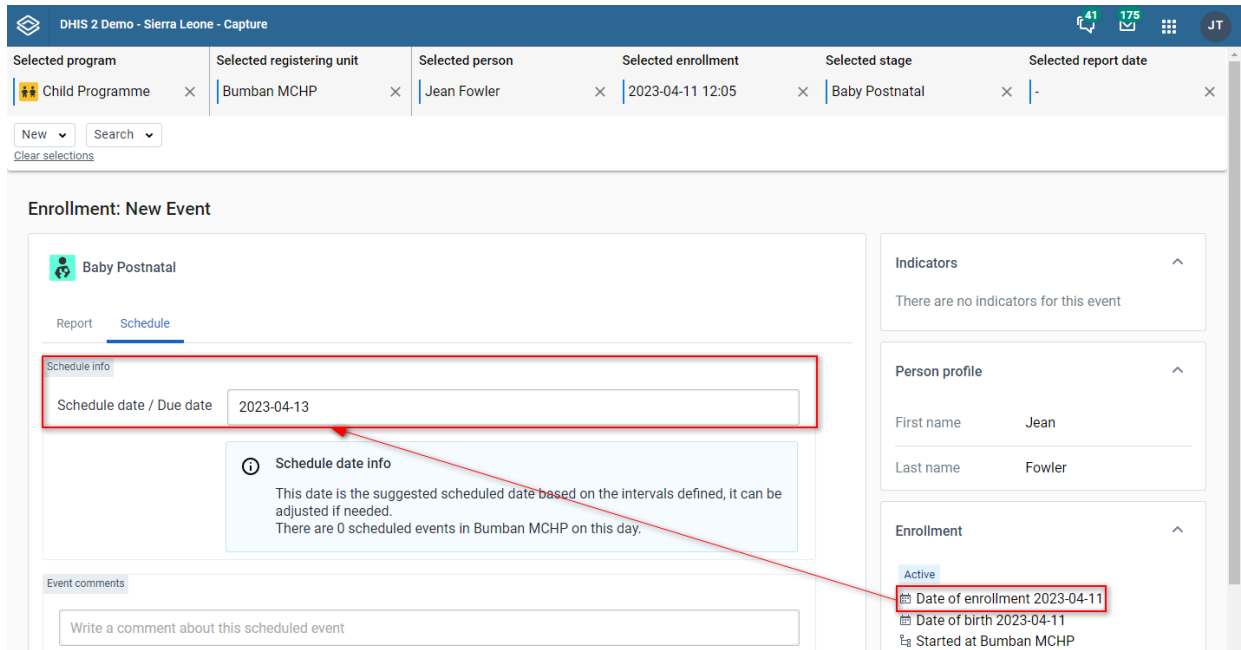 DHIS 2 Demo - Sierra Leone - Capture
41
175
JT
Selected program
Selected registering unit
Selected person
Selected enrollment
Selected stage
Selected report date
Child Programme
Bumban MCHP
Jean Fowler
2023-04-11 12:05
Baby Postnatal
-
New
Search
Clear selections
Enrollment: New Event
Baby Postnatal
Report
Schedule
Schedule info
Schedule date / Due date
2023-04-13
Schedule date info
This date is the suggested scheduled date based on the intervals defined, it can be
adjusted if needed.
There are 0 scheduled events in Bumban MCHP on this day.
Event comments
Write a comment about this scheduled event
Indicators
There are no indicators for this event
Person profile
First name
Jean
Last name
Fowler
Enrollment
Active
Date of enrollment 2023-04-11
Date of birth 2023-04-11
Started at Bumban MCHP